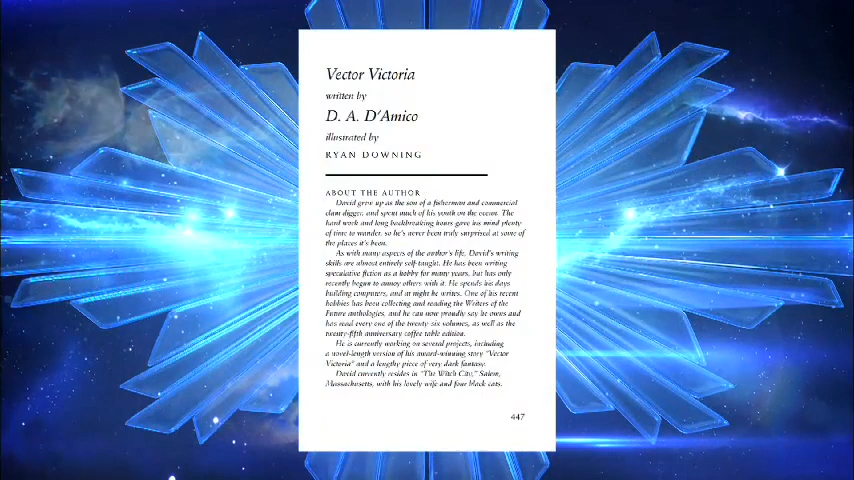 Vector Victoria
written by
D. A. D'Amico
illustrated by
RYAN DOWNING
ABOUT THE AUTHOR
David grew up as the son of a fisherman and commercial
clam digger, and spent much of his youth on the ocean. The
hard work and long backbreaking hours gave his mind plenty
of time to wander, so he's never been truly surprised at some of
the places it's been.
As with many aspects of the author's life, David's writing
skills are almost entirely self-taught. He has been writing
speculative fiction as a hobby for many years, but has only
recently begun to annoy others with it. He spends his days
building computers, and at night he writes. One of his recent
hobbies has been collecting and reading the Writers of the
Future anthologies, and he can now proudly say he owns and
has read every one of the twenty-six volumes, as well as the
twenty-fifth anniversary coffee table edition.
He is currently working on several projects, including
a novel-length version of his award-winning story "Vector
Victoria" and a lengthy piece of very dark fantasy.
David currently resides in "The Witch City," Salem,
Massachusetts, with his lovely wife and four black cats.
447